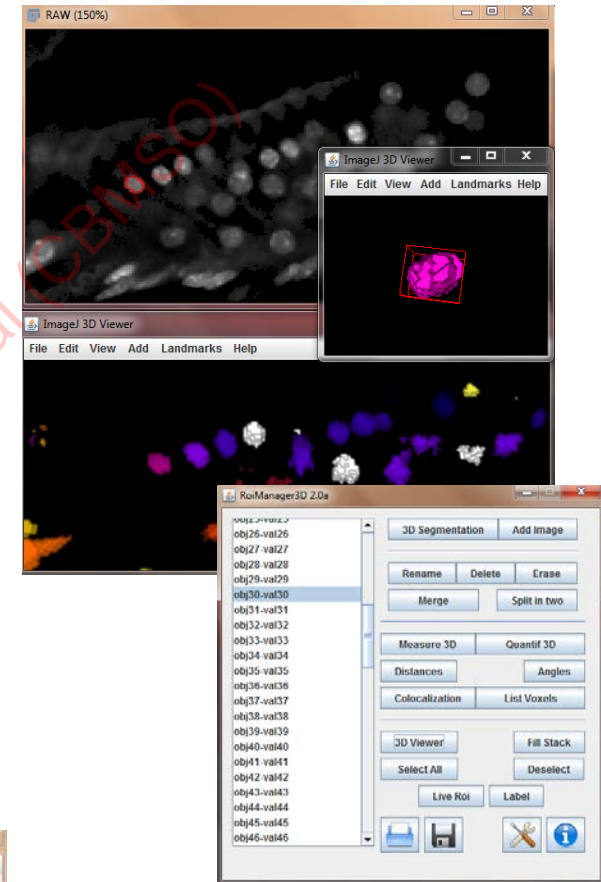 RAW (150%)
ImageJ 3D Viewer
File Edit View Add Landmarks Help
ImageJ 3D Viewer
File Edit View Add Landmarks Help
(CBMSO)
RoiManager3D 2.0a
obj26-val26
obj27-val27
obj28-val28
obj29-val29
obj30-val30
obj31-val31
obj32-val32
obj33-val33
obj34-val34
obj35-val35
obj36-val36
obj37-val37
obj38-val38
obj39-val39
obj40-val40
obj41-val41
obj42-val42
obj43-val43
obj44-val44
obj45-val45
obj46-val46
3D Segmentation Add Image
Rename Delete Erase
Merge Split in two
Measure 3D Quantif 3D
Distances Angles
Colocalization List Voxels
3D Viewer Fill Stack
Select All Deselect
Live Roi Label